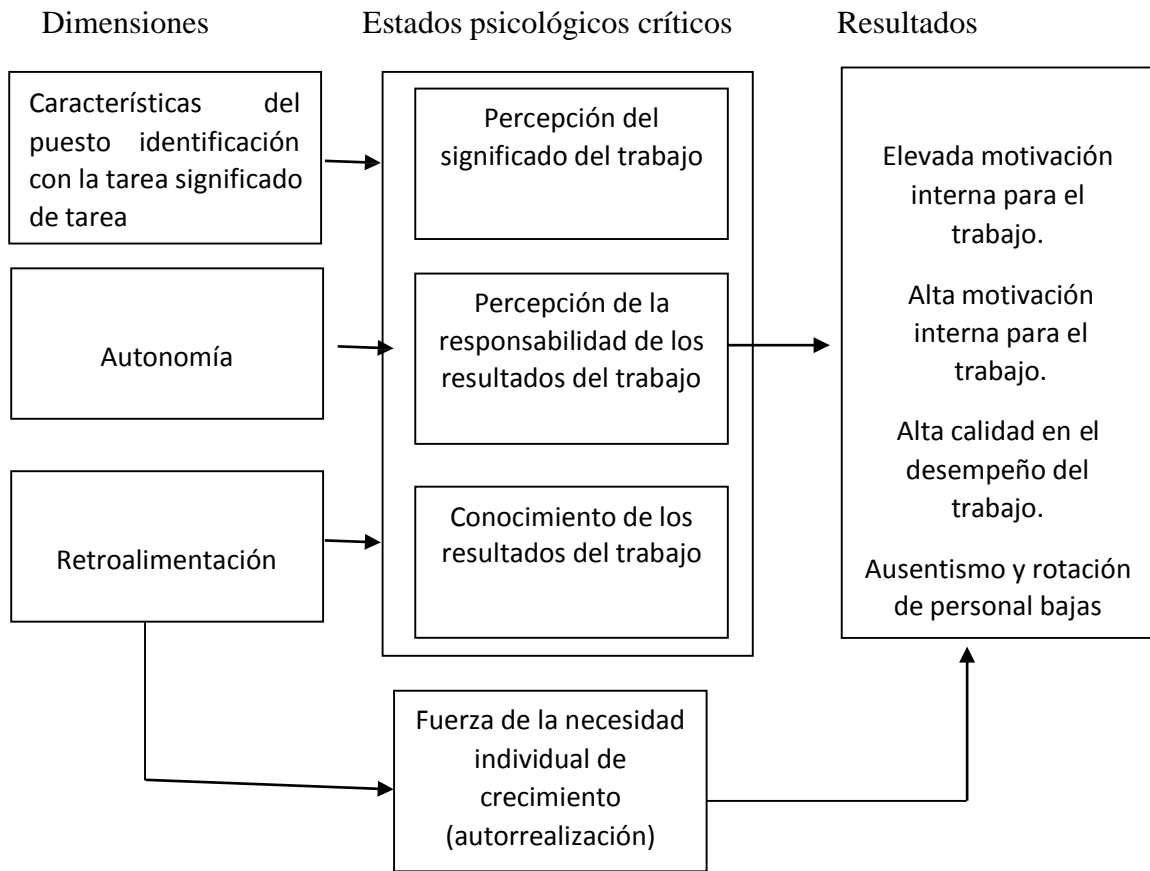 Dimensiones
Estados psicológicos críticos
Resultados
Carácterísticas del
puesto identificación
con la tarea significado
de tarea
Autonomía
Retroalimentación
Percepción del
significado del trabajo
Percepción de la
responsabilidad de los
resultados del trabajo
Conocimiento de los
resultados del trabajo
Fuerza de la necesidad
individual de
crecimiento
(autorrealización)
Elevada motivación
interna para el
trabajo.
Alta motivación
interna para el
trabajo.
Alta calidad en el
desempeño del
trabajo.
Ausentismo y rotación
de personal bajas